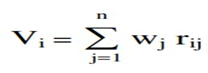 V_i = \sum_{j=1}^{n} w_j r_{ij}